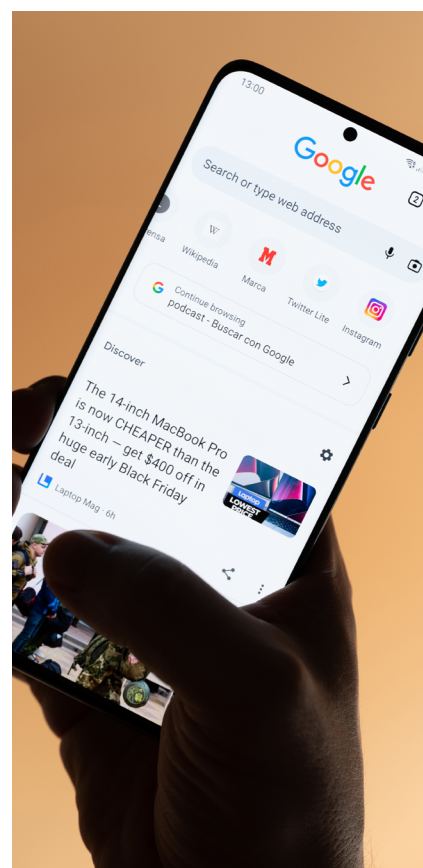 13:00
Google
2
Search or type web address
ensa
Wikipedia
Marca
Twitter Lite
Instagram
W
M
G
Continue browsing
podcast - Buscar con Google
Discover
The 14-inch MacBook Pro
is now CHEAPER than the
13-inch — get $400 off in
huge early Black Friday
deal
Laptop
LOWEST
PRICE
Laptop Mag · 6h